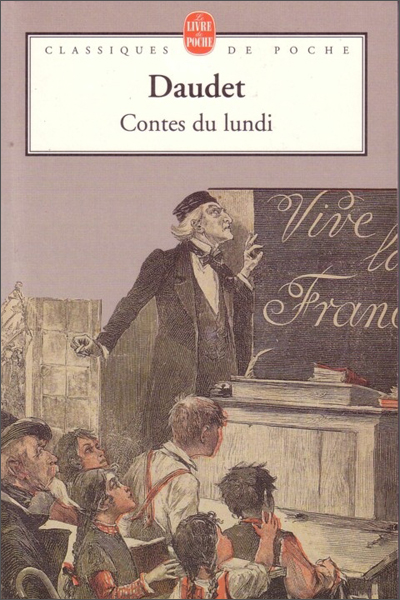 Le
LIVRE
de
POCHE
CLASSIQUES DE POCHE
Daudet
Contes du lundi
Vive
la
Franc